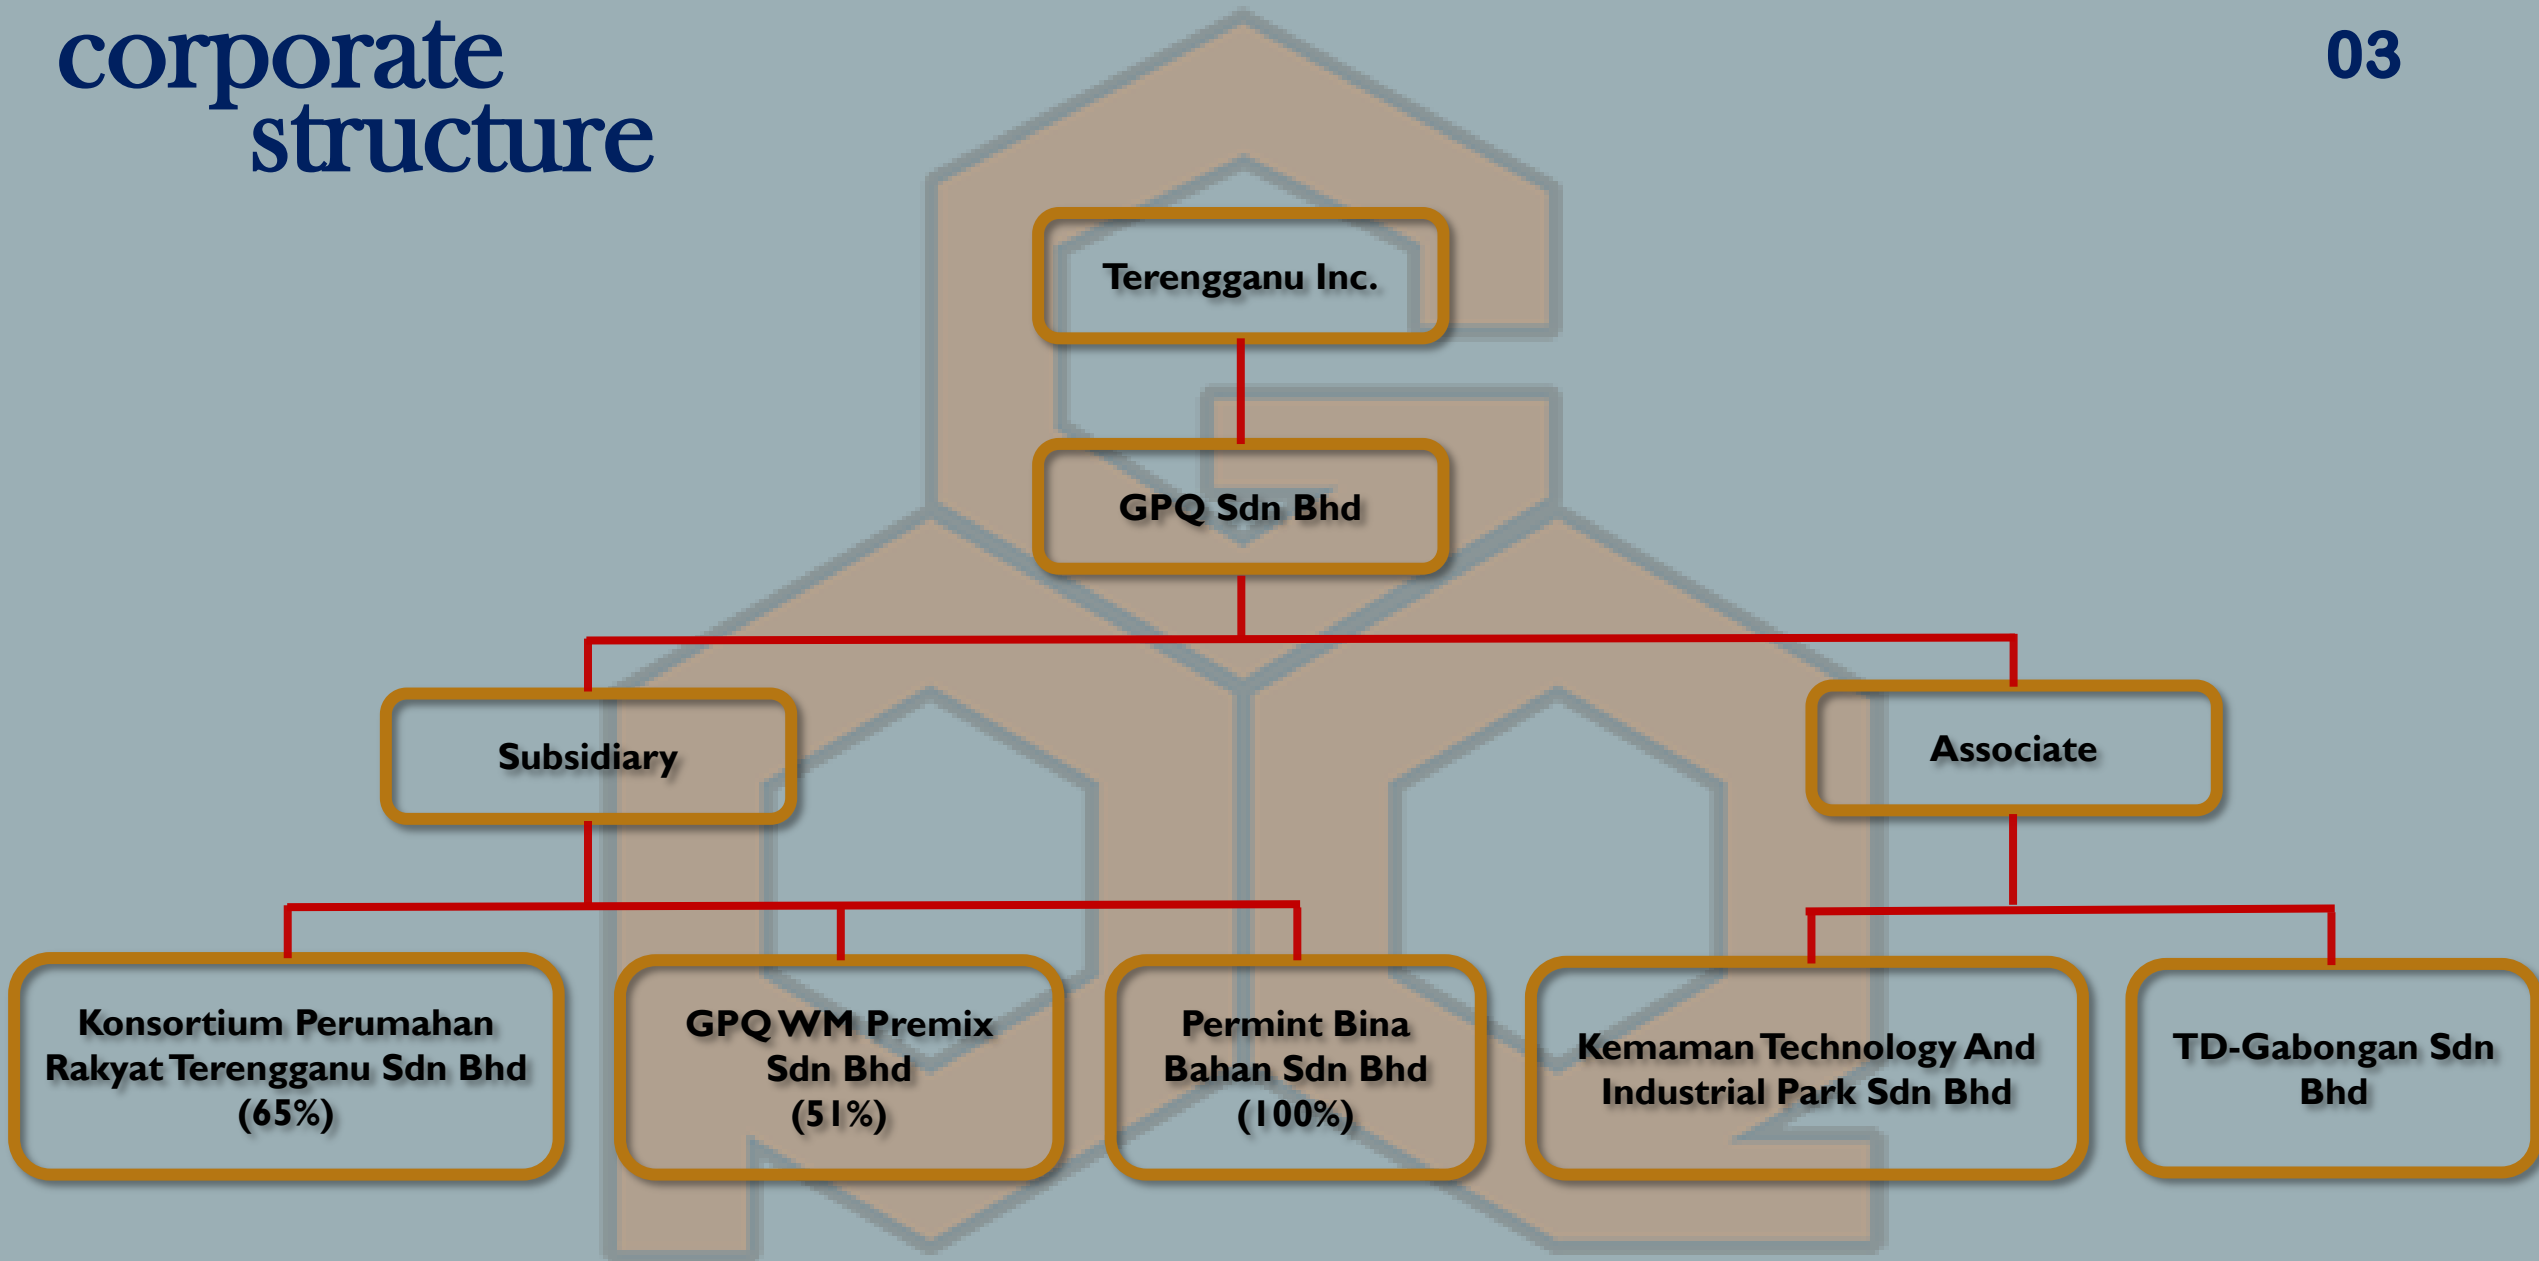 corporate
structure
03
Terengganu Inc.
GPQ Sdn Bhd
Subsidiary
Associate
Konsortium Perumahan
Rakyat Terengganu Sdn Bhd
(65%)
GPQ WM Premix
Sdn Bhd
(51%)
Permint Bina
Bahan Sdn Bhd
(100%)
Kemaman Technology And
Industrial Park Sdn Bhd
TD-Gabongan Sdn
Bhd